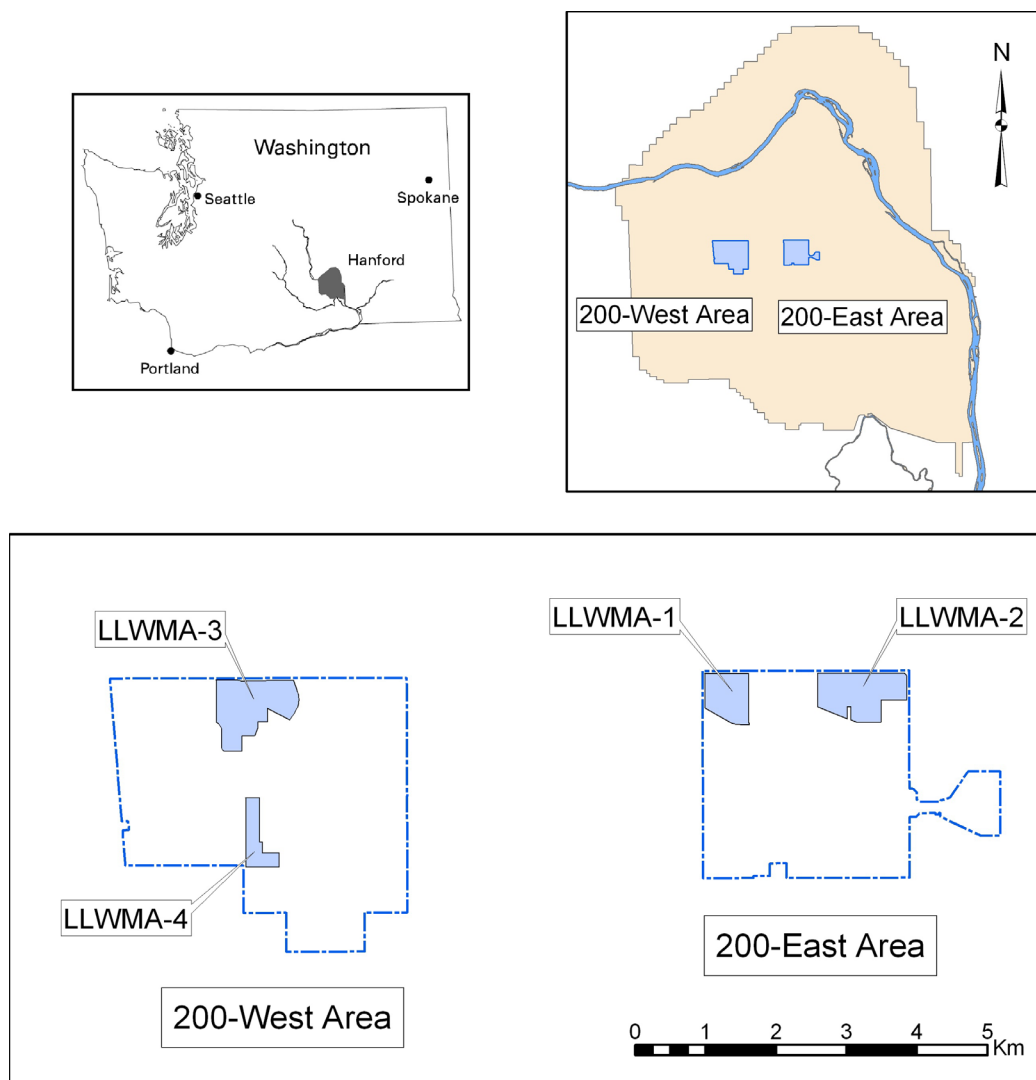 Washington
Seattle
Spokane
Hanford
Portland
N
200-West Area
200-East Area
LLWMA-3
LLWMA-1
LLWMA-2
LLWMA-4
200-West Area
200-East Area
0 1 2 3 4 5
Km